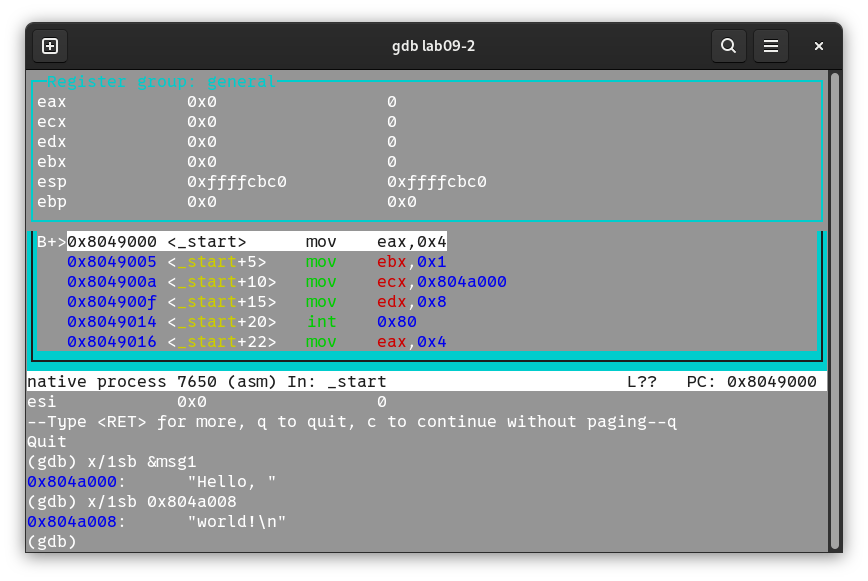 gdb lab09-2
Register group: general
eax 0x0 0
ecx 0x0 0
edx 0x0 0
ebx 0x0 0
esp 0xffffcbc0 0xffffcbc0
ebp 0x0 0x0
B+>0x8049000 <_start> mov eax,0x4
0x8049005 <_start+5> mov ebx,0x1
0x804900a <_start+10> mov ecx,0x804a000
0x804900f <_start+15> mov edx,0x8
0x8049014 <_start+20> int 0x80
0x8049016 <_start+22> mov eax,0x4
native process 7650 (asm) In: _start L?? PC: 0x8049000
esi 0x0 0
--Type <RET> for more, q to quit, c to continue without paging--q
Quit
(gdb) x/1sb &msg1
0x804a000: "Hello, "
(gdb) x/1sb 0x804a008
0x804a008: "world!\n"
(gdb)